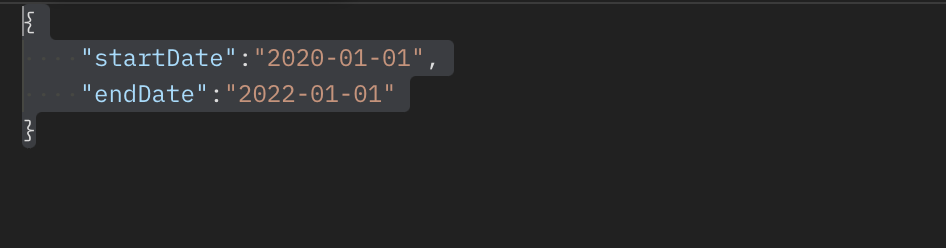 {
    "startDate":"2020-01-01",
    "endDate":"2022-01-01"
}